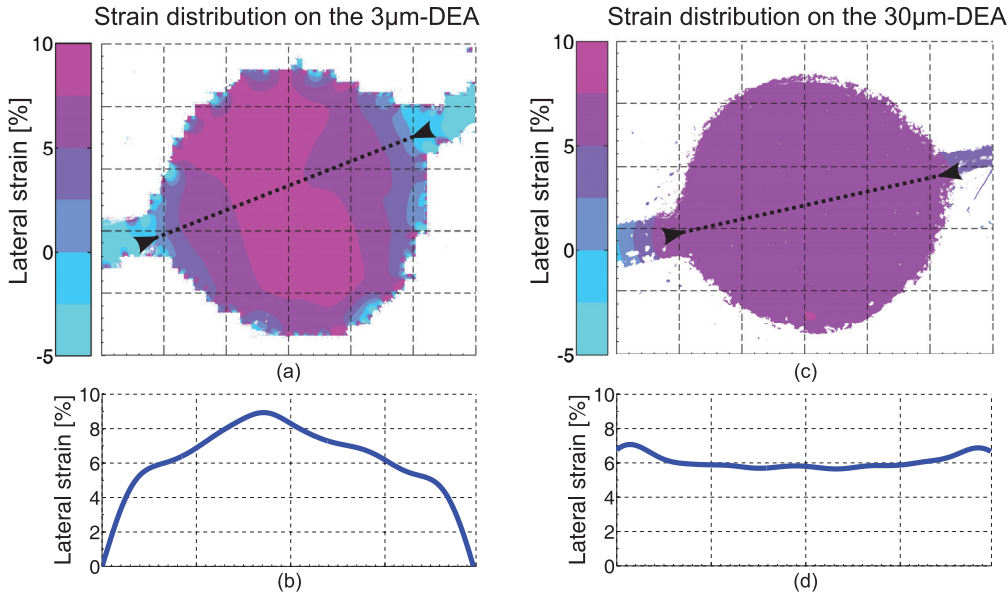 Strain distribution on the 3µm-DEA
Lateral strain [%]
10
5
0
-5
(a)
Lateral strain [%]
10
8
6
4
2
0
(b)
Strain distribution on the 30µm-DEA
Lateral strain [%]
10
5
0
-5
(c)
Lateral strain [%]
10
8
6
4
2
0
(d)